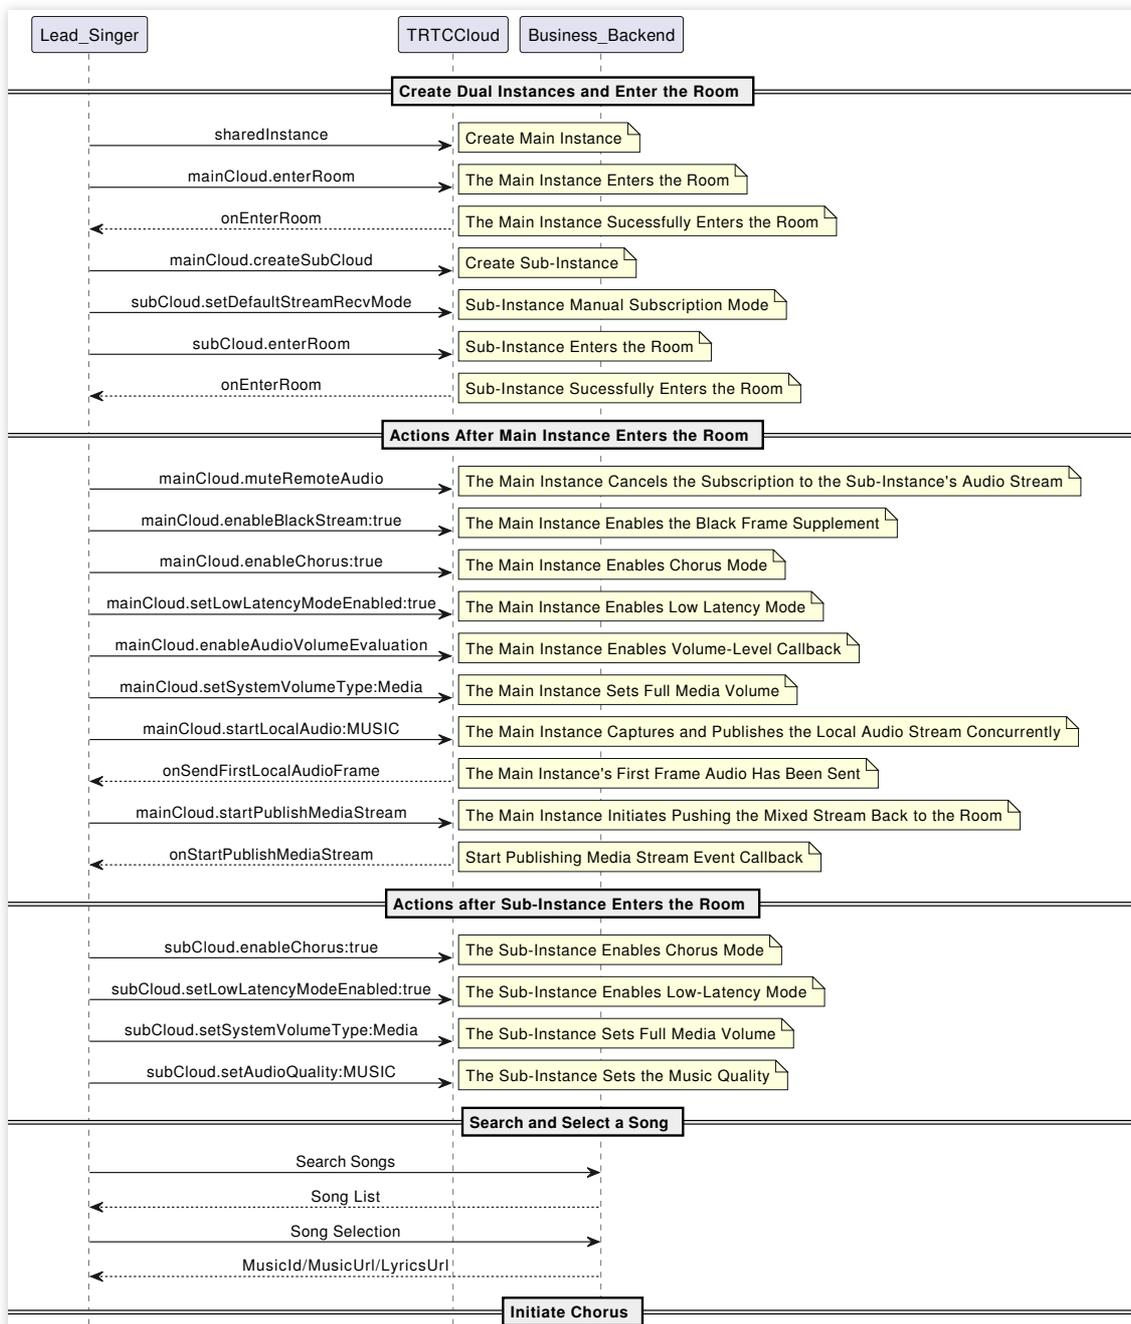 Lead_Singer TRTCCloud Business_Backend
Create Dual Instances and Enter the Room
sharedInstance Create Main Instance
mainCloud.enterRoom The Main Instance Enters the Room
onEnterRoom The Main Instance Sucessfully Enters the Room
mainCloud.createSubCloud Create Sub-Instance
subCloud.setDefaultStreamRecvMode Sub-Instance Manual Subscription Mode
subCloud.enterRoom Sub-Instance Enters the Room
onEnterRoom Sub-Instance Sucessfully Enters the Room
Actions After Main Instance Enters the Room
mainCloud.muteRemoteAudio The Main Instance Cancels the Subscription to the Sub-Instance's Audio Stream
mainCloud.enableBlackStream:true The Main Instance Enables the Black Frame Supplement
mainCloud.enableChorus:true The Main Instance Enables Chorus Mode
mainCloud.setLowLatencyModeEnabled:true The Main Instance Enables Low Latency Mode
mainCloud.enableAudioVolumeEvaluation The Main Instance Enables Volume-Level Callback
mainCloud.setSystemVolumeType:Media The Main Instance Sets Full Media Volume
mainCloud.startLocalAudio:MUSIC The Main Instance Captures and Publishes the Local Audio Stream Concurrently
onSendFirstLocalAudioFrame The Main Instance's First Frame Audio Has Been Sent
mainCloud.startPublishMediaStream The Main Instance Initiates Pushing the Mixed Stream Back to the Room
onStartPublishMediaStream Start Publishing Media Stream Event Callback
Actions after Sub-Instance Enters the Room
subCloud.enableChorus:true The Sub-Instance Enables Chorus Mode
subCloud.setLowLatencyModeEnabled:true The Sub-Instance Enables Low-Latency Mode
subCloud.setSystemVolumeType:Media The Sub-Instance Sets Full Media Volume
subCloud.setAudioQuality:MUSIC The Sub-Instance Sets the Music Quality
Search and Select a Song
Search Songs
Song List
Song Selection
MusicId/MusicUrl/LyricsUrl
Initiate Chorus